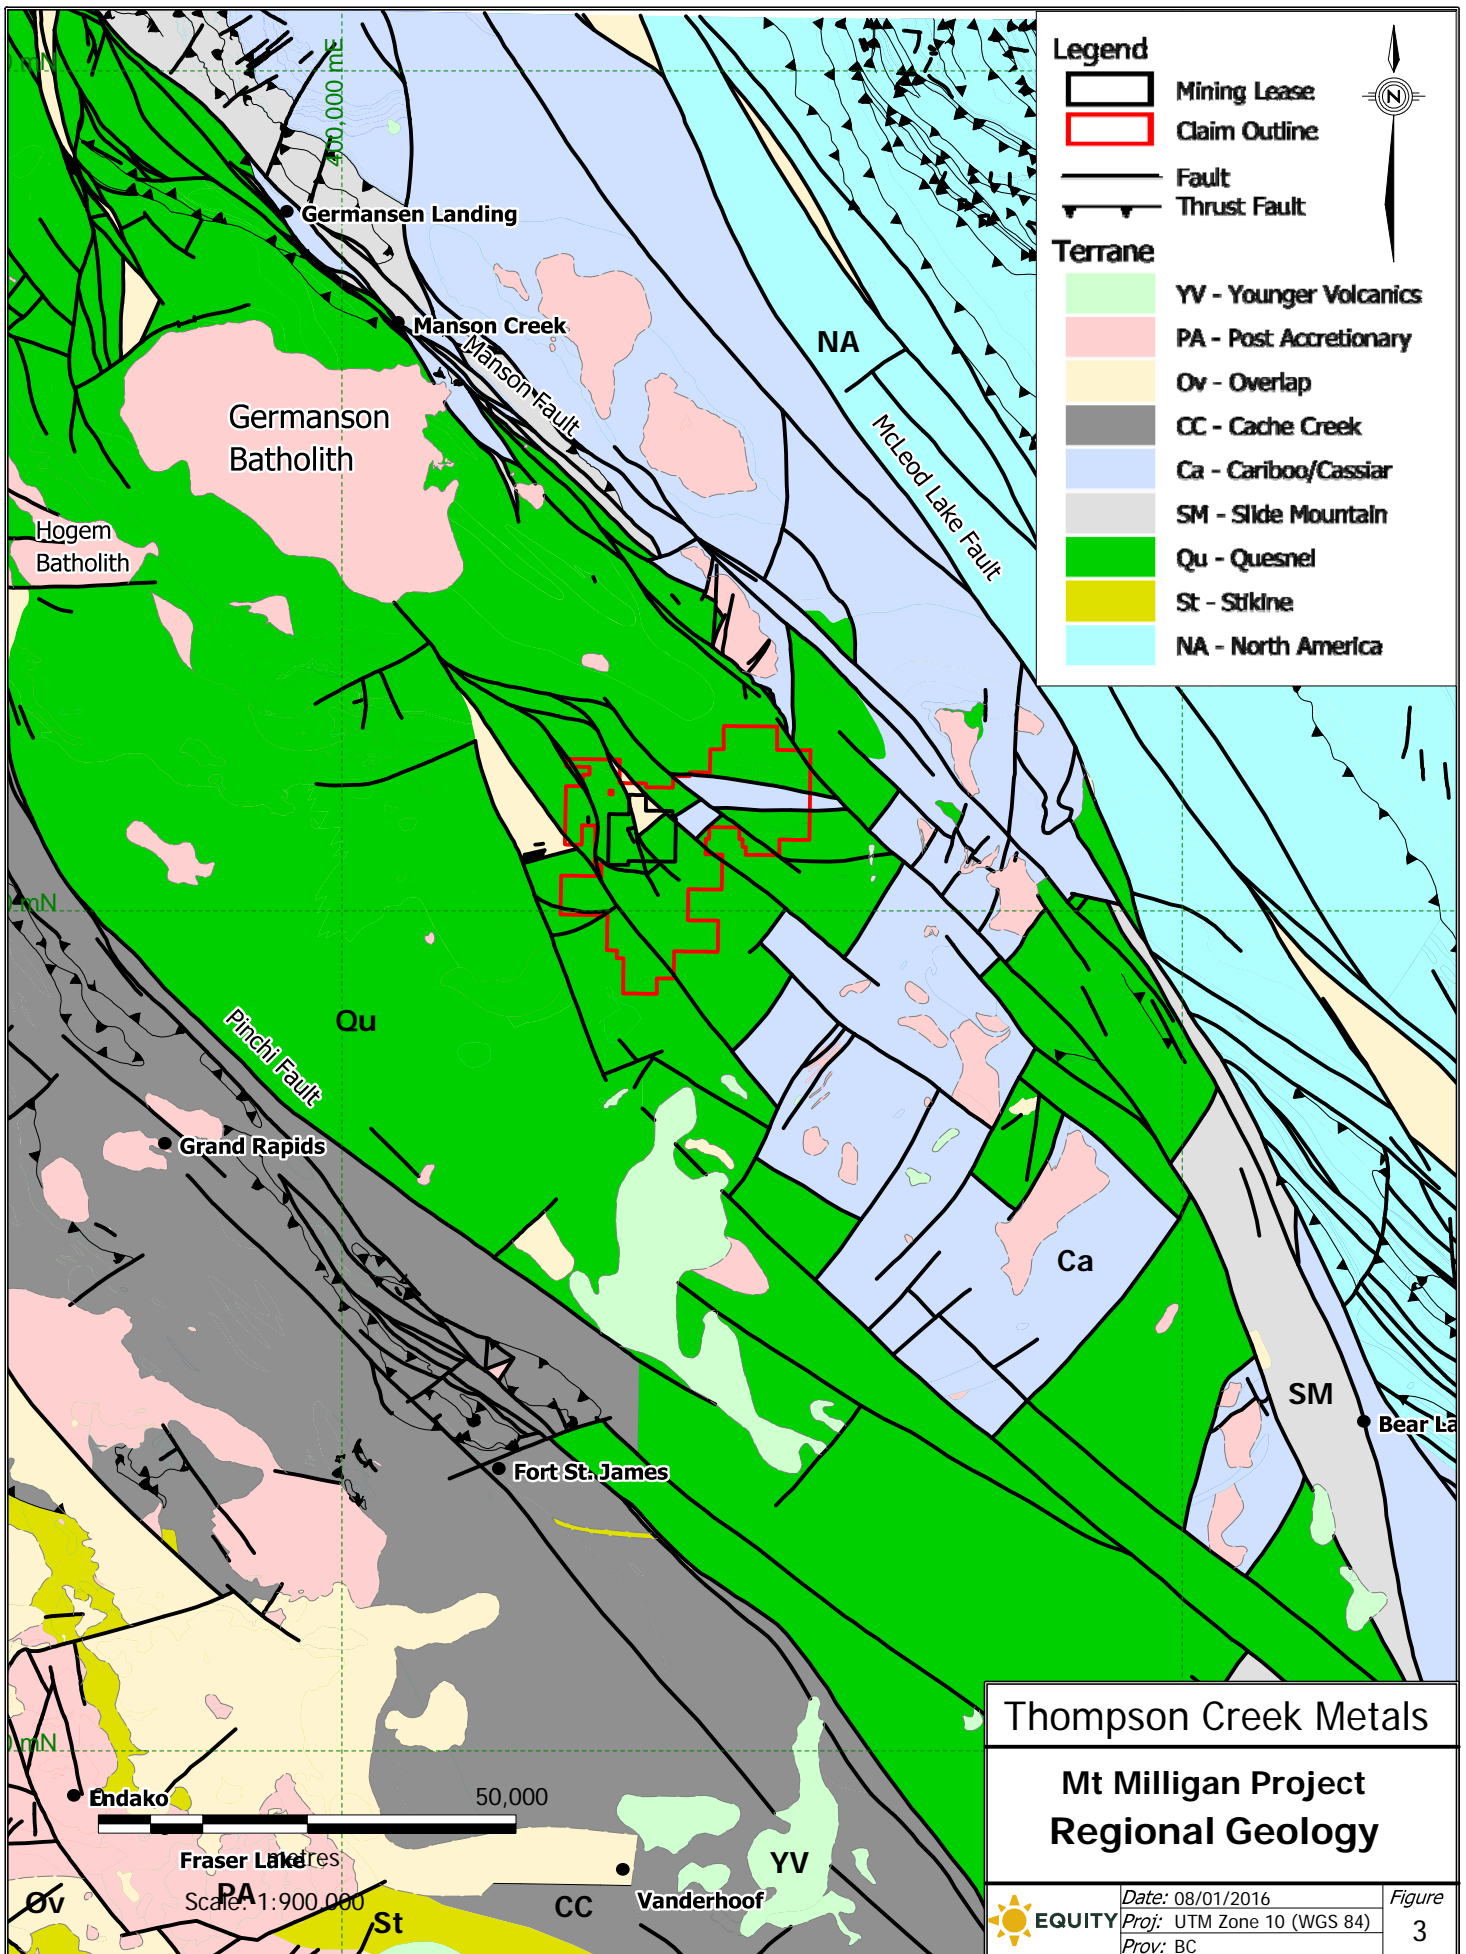 Legend
Mining Lease
Claim Outline
Fault
Thrust Fault
Terrane
YV - Younger Volcanics
PA - Post Accretionary
Ov - Overlap
CC - Cache Creek
Ca - Cariboo/Cassiar
SM - Slide Mountain
Qu - Quesnel
St - Stikine
NA - North America
N
mN
400,000 mE
Germansen Landing
Manson Creek
Manson Fault
NA
McLeod Lake Fault
Germanson
Batholith
Hogem
Batholith
mN
Qu
Pinchi Fault
Grand Rapids
Ca
SM
Bear La
Fort St. James
mN
Endako
50,000
metres
Fraser Lake
Scale: 1:900,000
PA
Ov
St
CC
Vanderhoof
YV
Thompson Creek Metals
Mt Milligan Project
Regional Geology
EQUITY
Date: 08/01/2016
Proj: UTM Zone 10 (WGS 84)
Prov: BC
Figure
3